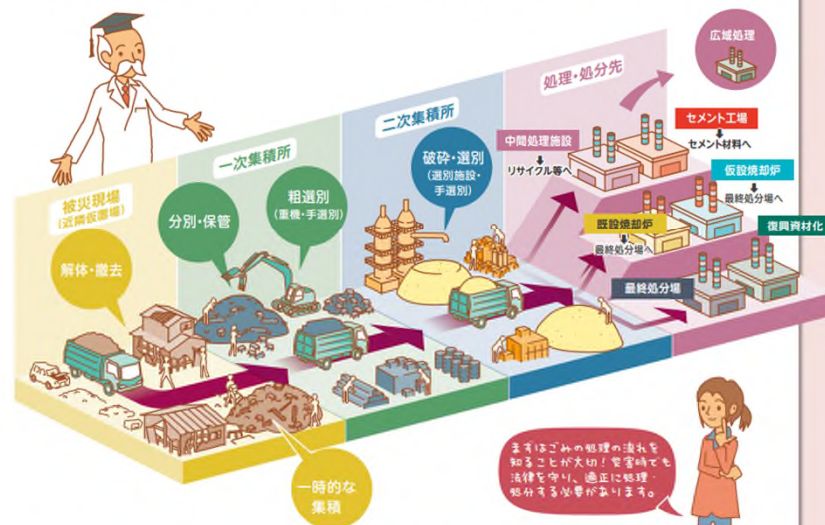 被災現場
(近隣仮置場)
解体・撤去
一時的な
集積
一次集積所
分別・保管
粗選別
(重機・手選別)
二次集積所
破砕・選別
(選別施設・
手選別)
処理・処分先
広域処理
中間処理施設
リサイクル等へ
セメント工場
セメント材料へ
仮設焼却炉
最終処分場へ
既設焼却炉
最終処分場へ
復興資材化
最終処分場
まずはごみの処理の流れを
知ることが大切!災害時でも
法律を守り、適正に処理・
処分する必要があります。